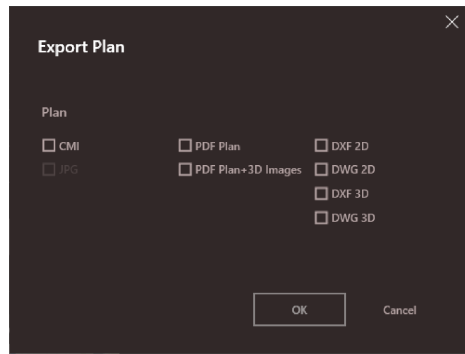 Export Plan
Plan
CMI
PDF Plan
DXF 2D
JPG
PDF Plan+3D Images
DWG 2D
DXF 3D
DWG 3D
OK
Cancel